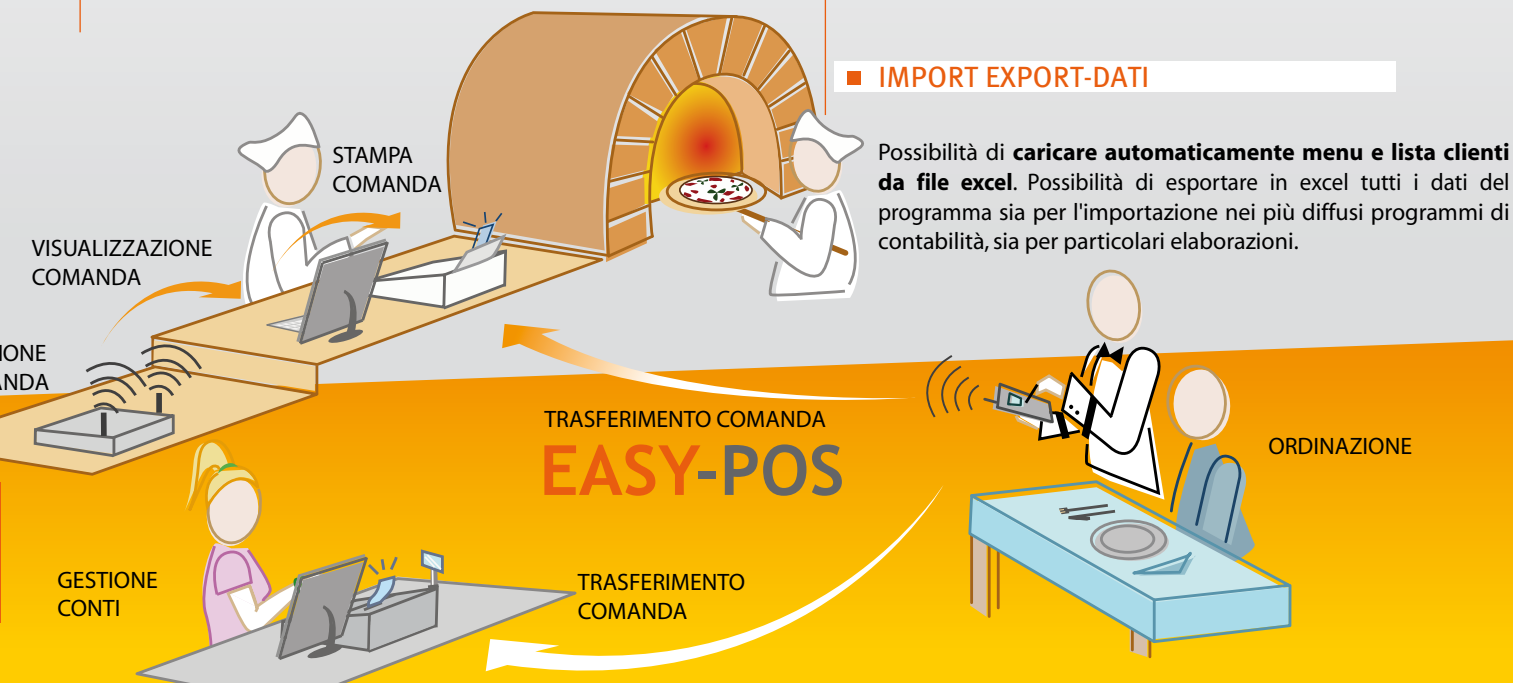 IMPORT EXPORT-DATI
Possibilità di caricare automaticamente menu e lista clienti
da file excel. Possibilità di esportare in excel tutti i dati del
programma sia per l'importazione nei più diffusi programmi di
contabilità, sia per particolari elaborazioni.
STAMPA
COMANDA
VISUALIZZAZIONE
COMANDA
IONE
ANDA
TRASFERIMENTO COMANDA
EASY-POS
ORDINAZIONE
GESTIONE
CONTI
TRASFERIMENTO
COMANDA